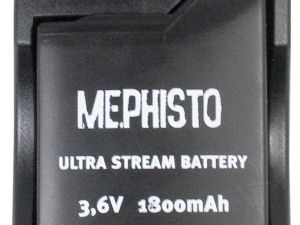 MEPHISTO
ULTRA STREAM BATTERY
3,6V 1800mAh